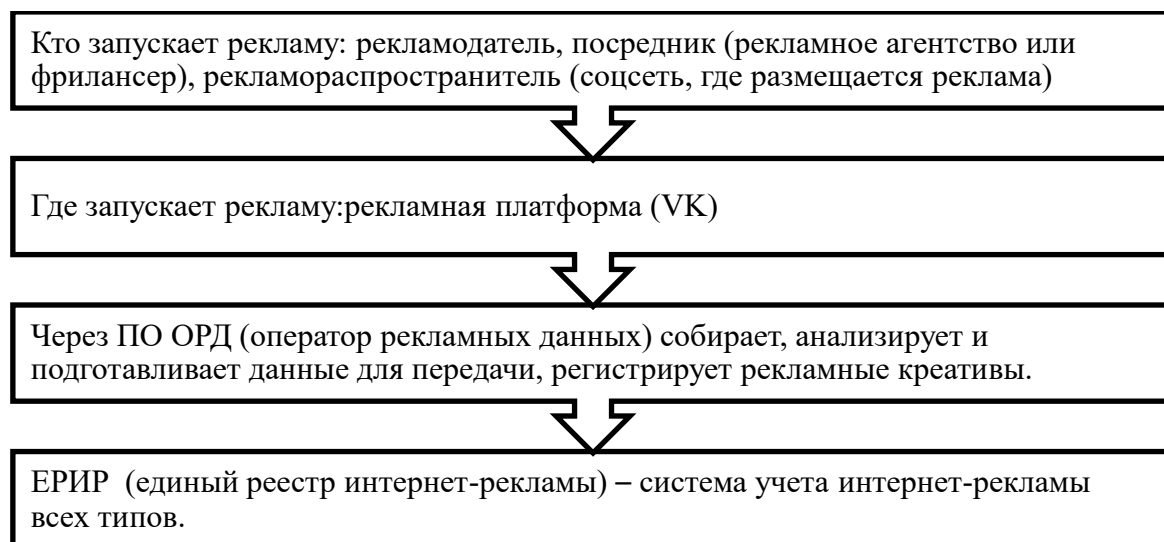 Кто запускает рекламу: рекламодатель, посредник (рекламное агентство или
фрилансер), рекламораспространитель (соцсеть, где размещается реклама)
Где запускает рекламу:рекламная платформа (VK)
Через ПО ОРД (оператор рекламных данных) собирает, анализирует и
подготавливает данные для передачи, регистрирует рекламные креативы.
ЕРИР  (единый реестр интернет-рекламы) – система учета интернет-рекламы
всех типов.